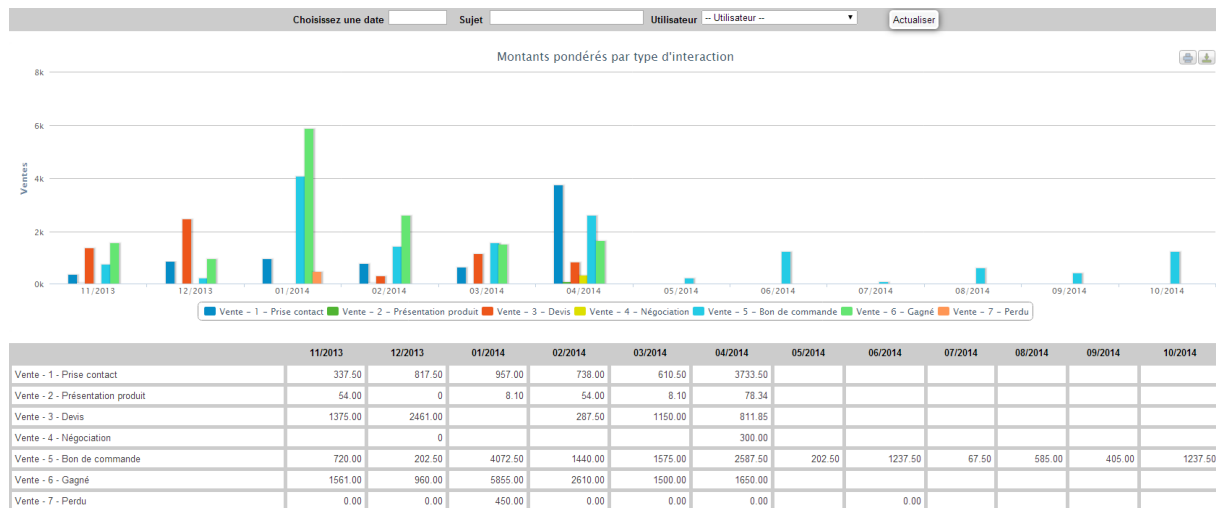 Choisissez une date Sujet Utilisateur -- Utilisateur -- Actualiser
Montants pondérés par type d'interaction
8k
6k
4k
2k
0k
Ventes
11/2013 12/2013 01/2014 02/2014 03/2014 04/2014 05/2014 06/2014 07/2014 08/2014 09/2014 10/2014
Vente - 1 - Prise contact Vente - 2 - Présentation produit Vente - 3 - Devis Vente - 4 - Négociation Vente - 5 - Bon de commande Vente - 6 - Gagné Vente - 7 - Perdu
11/2013 12/2013 01/2014 02/2014 03/2014 04/2014 05/2014 06/2014 07/2014 08/2014 09/2014 10/2014
Vente - 1 - Prise contact 337.50 817.50 957.00 738.00 610.50 3733.50
Vente - 2 - Présentation produit 54.00 0 8.10 54.00 8.10 78.34
Vente - 3 - Devis 1375.00 2461.00 287.50 1150.00 811.85
Vente - 4 - Négociation 0 300.00
Vente - 5 - Bon de commande 720.00 202.50 4072.50 1440.00 1575.00 2587.50 202.50 1237.50 67.50 585.00 405.00 1237.50
Vente - 6 - Gagné 1561.00 960.00 5855.00 2610.00 1500.00 1650.00
Vente - 7 - Perdu 0.00 0.00 450.00 0.00 0.00 0.00 0.00